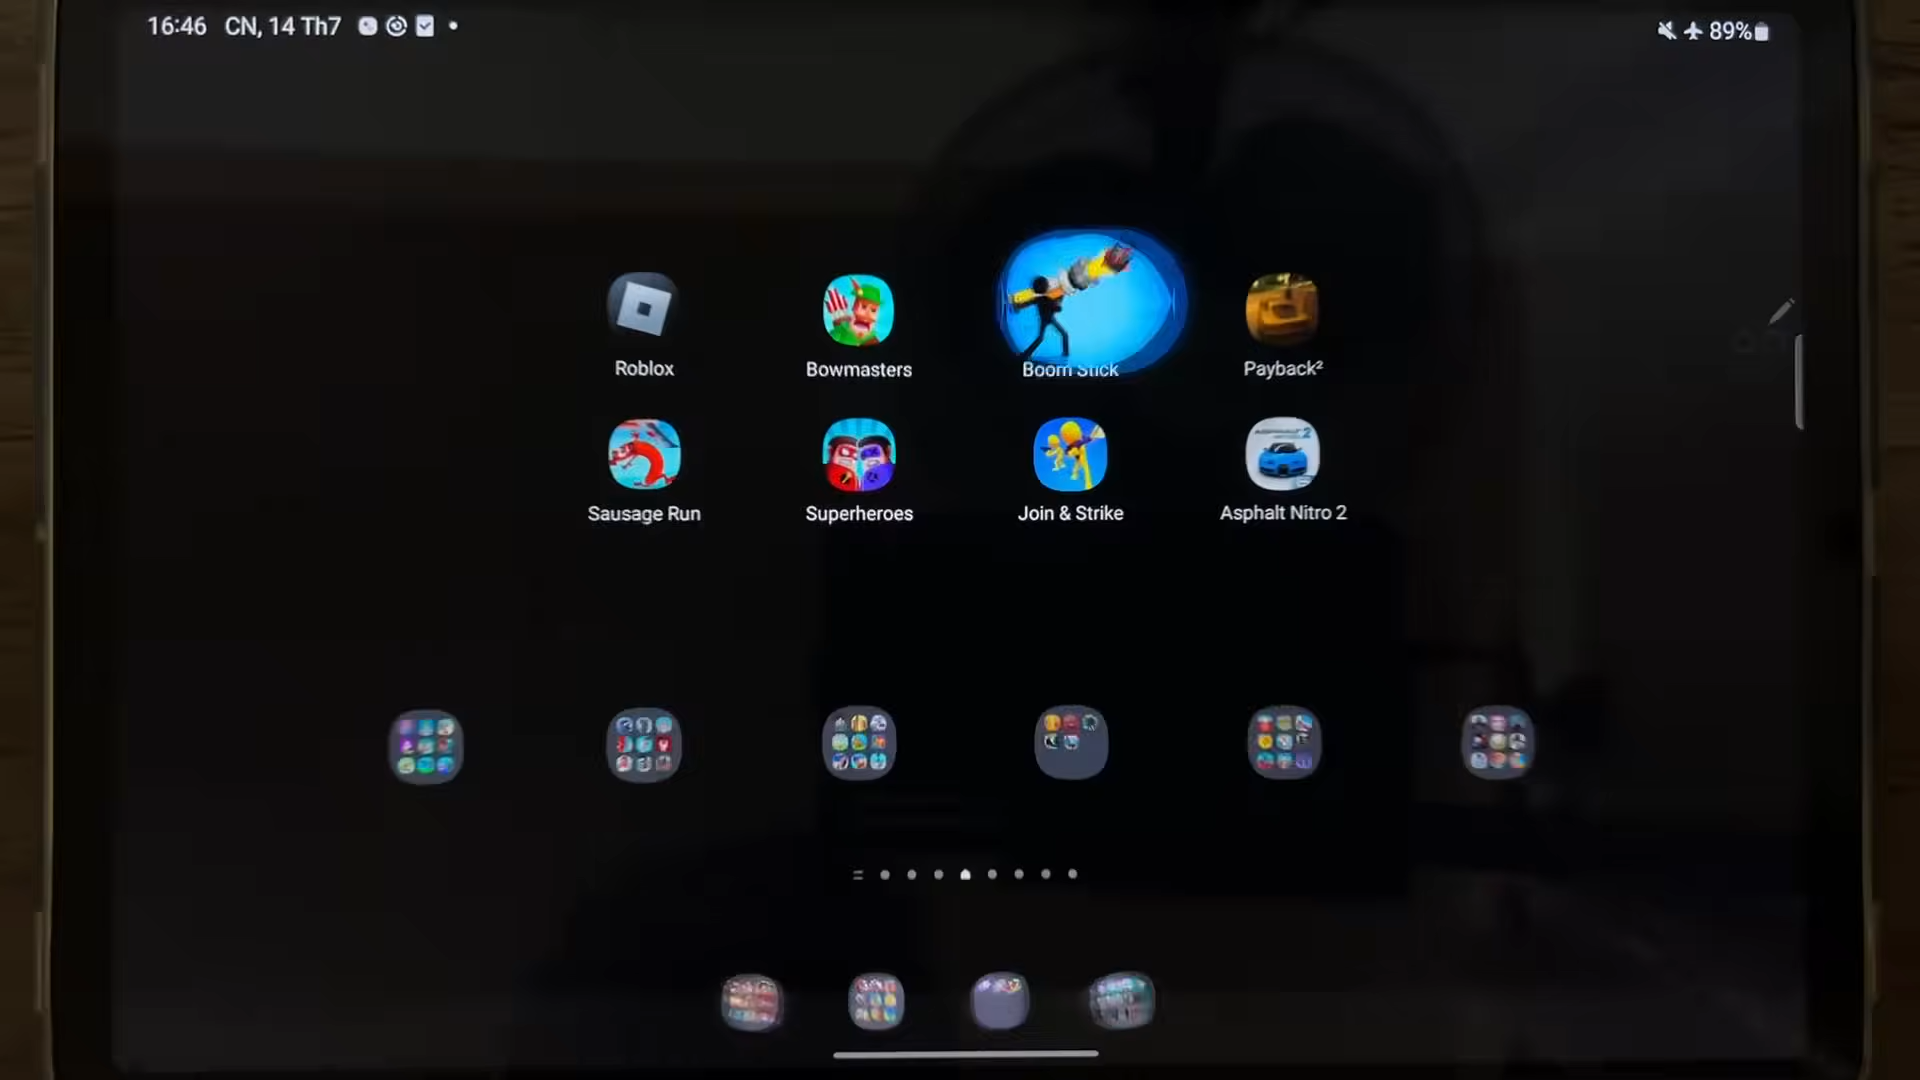 16:46 CN, 14 Th7
89%
Roblox
Bowmasters
Boom Stick
Payback²
Sausage Run
Superheroes
Join & Strike
Asphalt Nitro 2